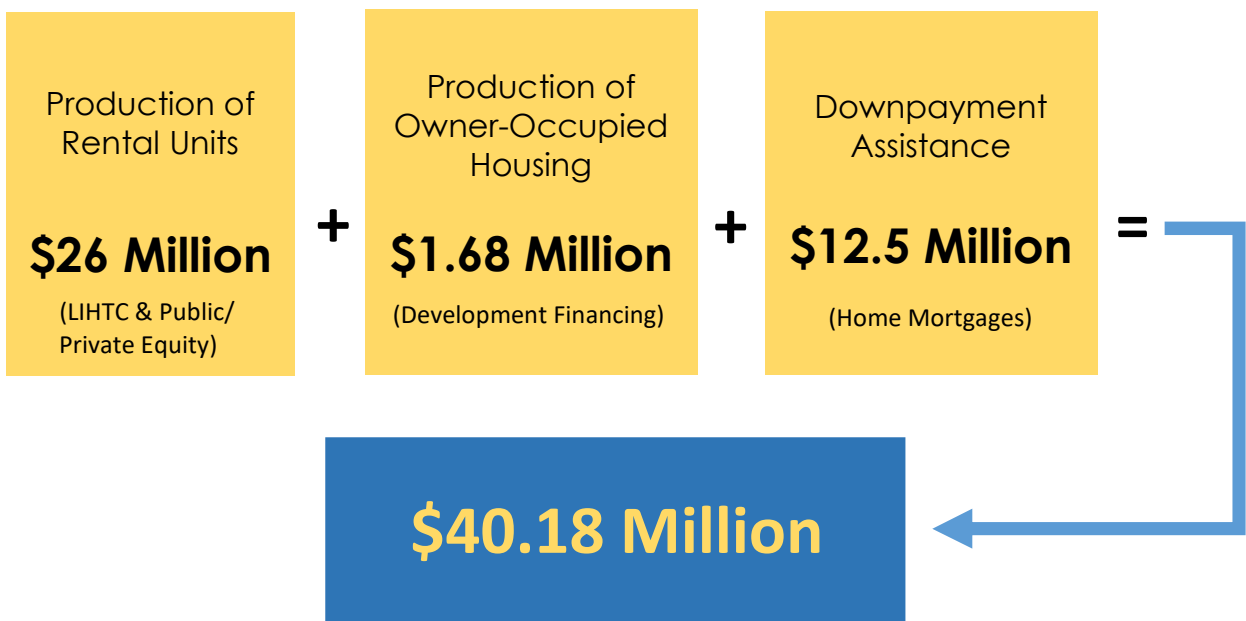 Production of
Rental Units
$26 Million
(LIHTC & Public/
Private Equity)
+
Production of
Owner-Occupied
Housing
$1.68 Million
(Development Financing)
+
Downpayment
Assistance
$12.5 Million
(Home Mortgages)
=
$40.18 Million